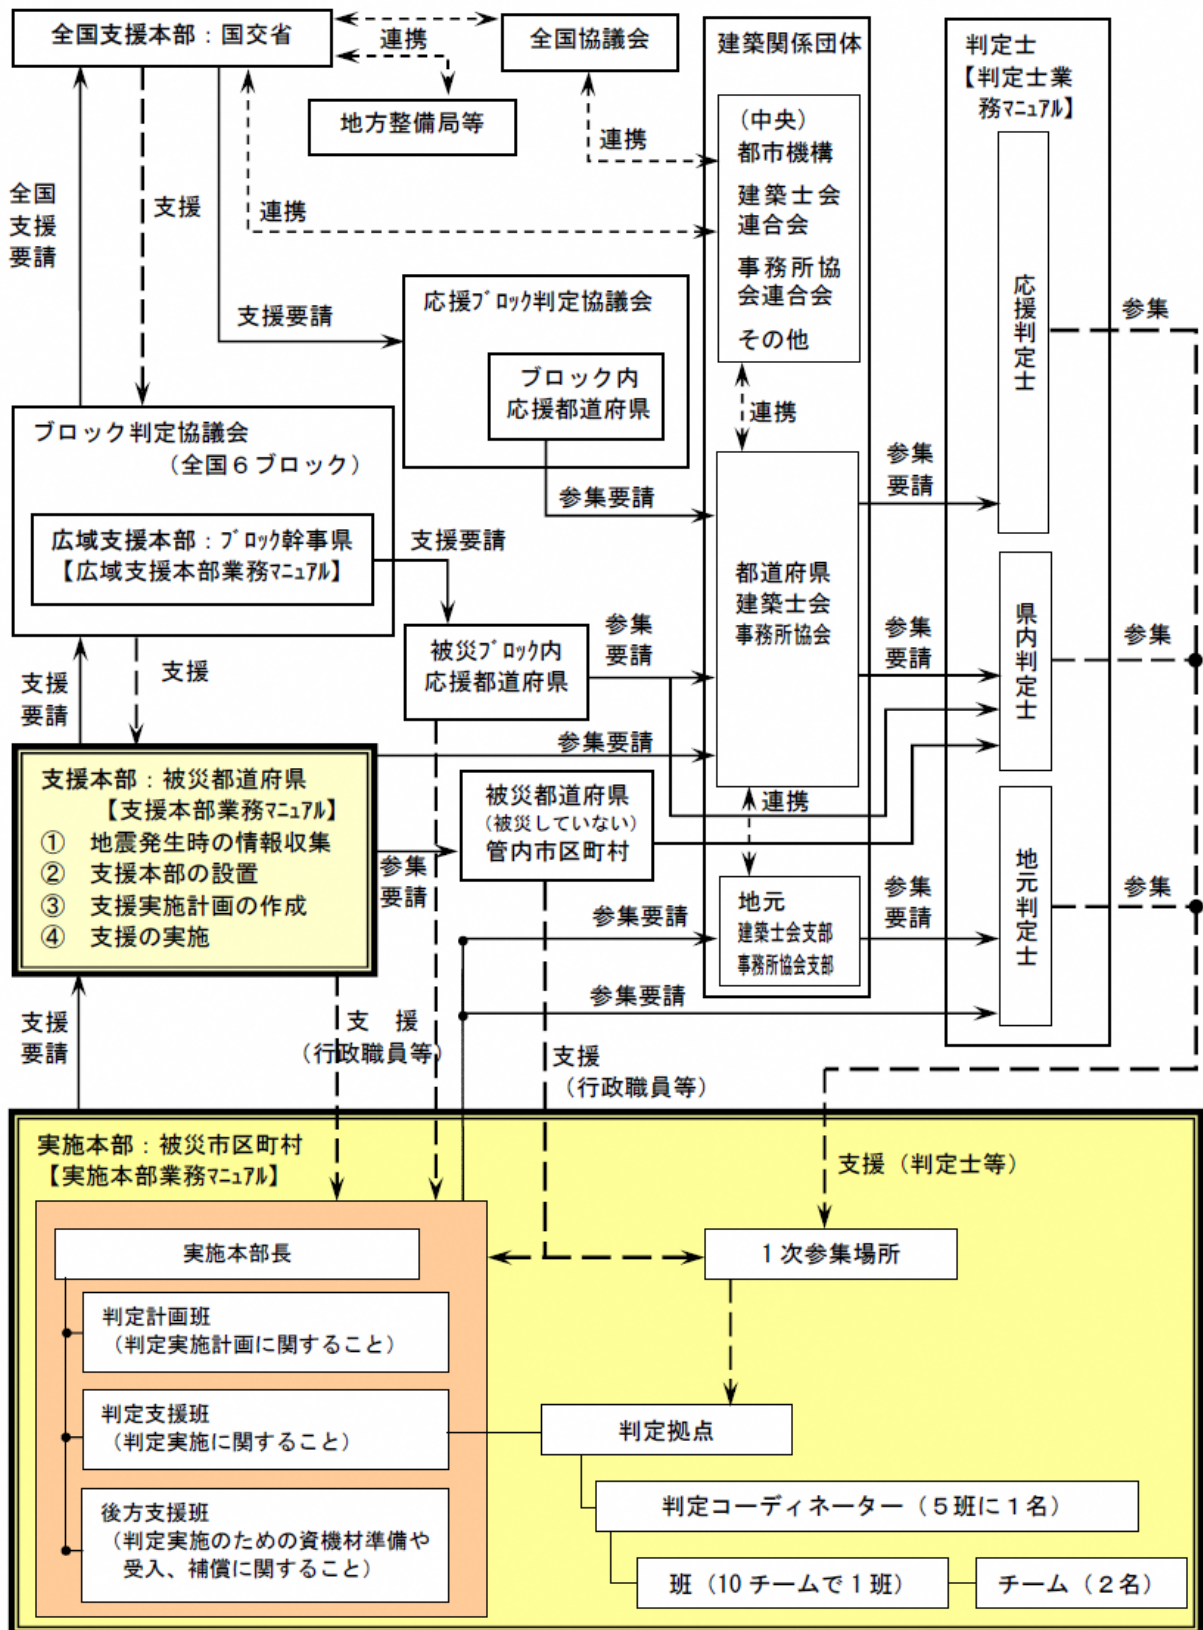 全国支援本部：国交省
連携
全国協議会
地方整備局等
建築関係団体
判定士
【判定士業
務ﾏﾆｭｱﾙ】
（中央）
都市機構
建築士会
連合会
事務所協
会連合会
その他
連携
連携
全国
支援
要請
支援
支援要請
応援ﾌﾞﾛｯｸ判定協議会
ブロック内
応援都道府県
応援判定士
参集
連携
ブロック判定協議会
（全国６ブロック）
広域支援本部：ﾌﾞﾛｯｸ幹事県
【広域支援本部業務ﾏﾆｭｱﾙ】
支援要請
参集要請
参集
要請
都道府県
建築士会
事務所協会
被災ﾌﾞﾛｯｸ内
応援都道府県
参集
要請
参集
要請
県内判定士
参集
支援
要請
支援
参集要請
支援本部：被災都道府県
【支援本部業務ﾏﾆｭｱﾙ】
①　地震発生時の情報収集
②　支援本部の設置
③　支援実施計画の作成
④　支援の実施
参集
要請
被災都道府県
（被災していない）
管内市区町村
連携
地元
建築士会支部
事務所協会支部
参集要請
参集
要請
地元判定士
参集
参集要請
支援
要請
支　援
（行政職員等）
支援
（行政職員等）
実施本部：被災市区町村
【実施本部業務ﾏﾆｭｱﾙ】
支援（判定士等）
実施本部長
１次参集場所
判定計画班
（判定実施計画に関すること）
判定支援班
（判定実施に関すること）
判定拠点
後方支援班
（判定実施のための資機材準備や
受入、補償に関すること）
判定コーディネーター（５班に１名）
班（10 チームで１班）
チーム（２名）